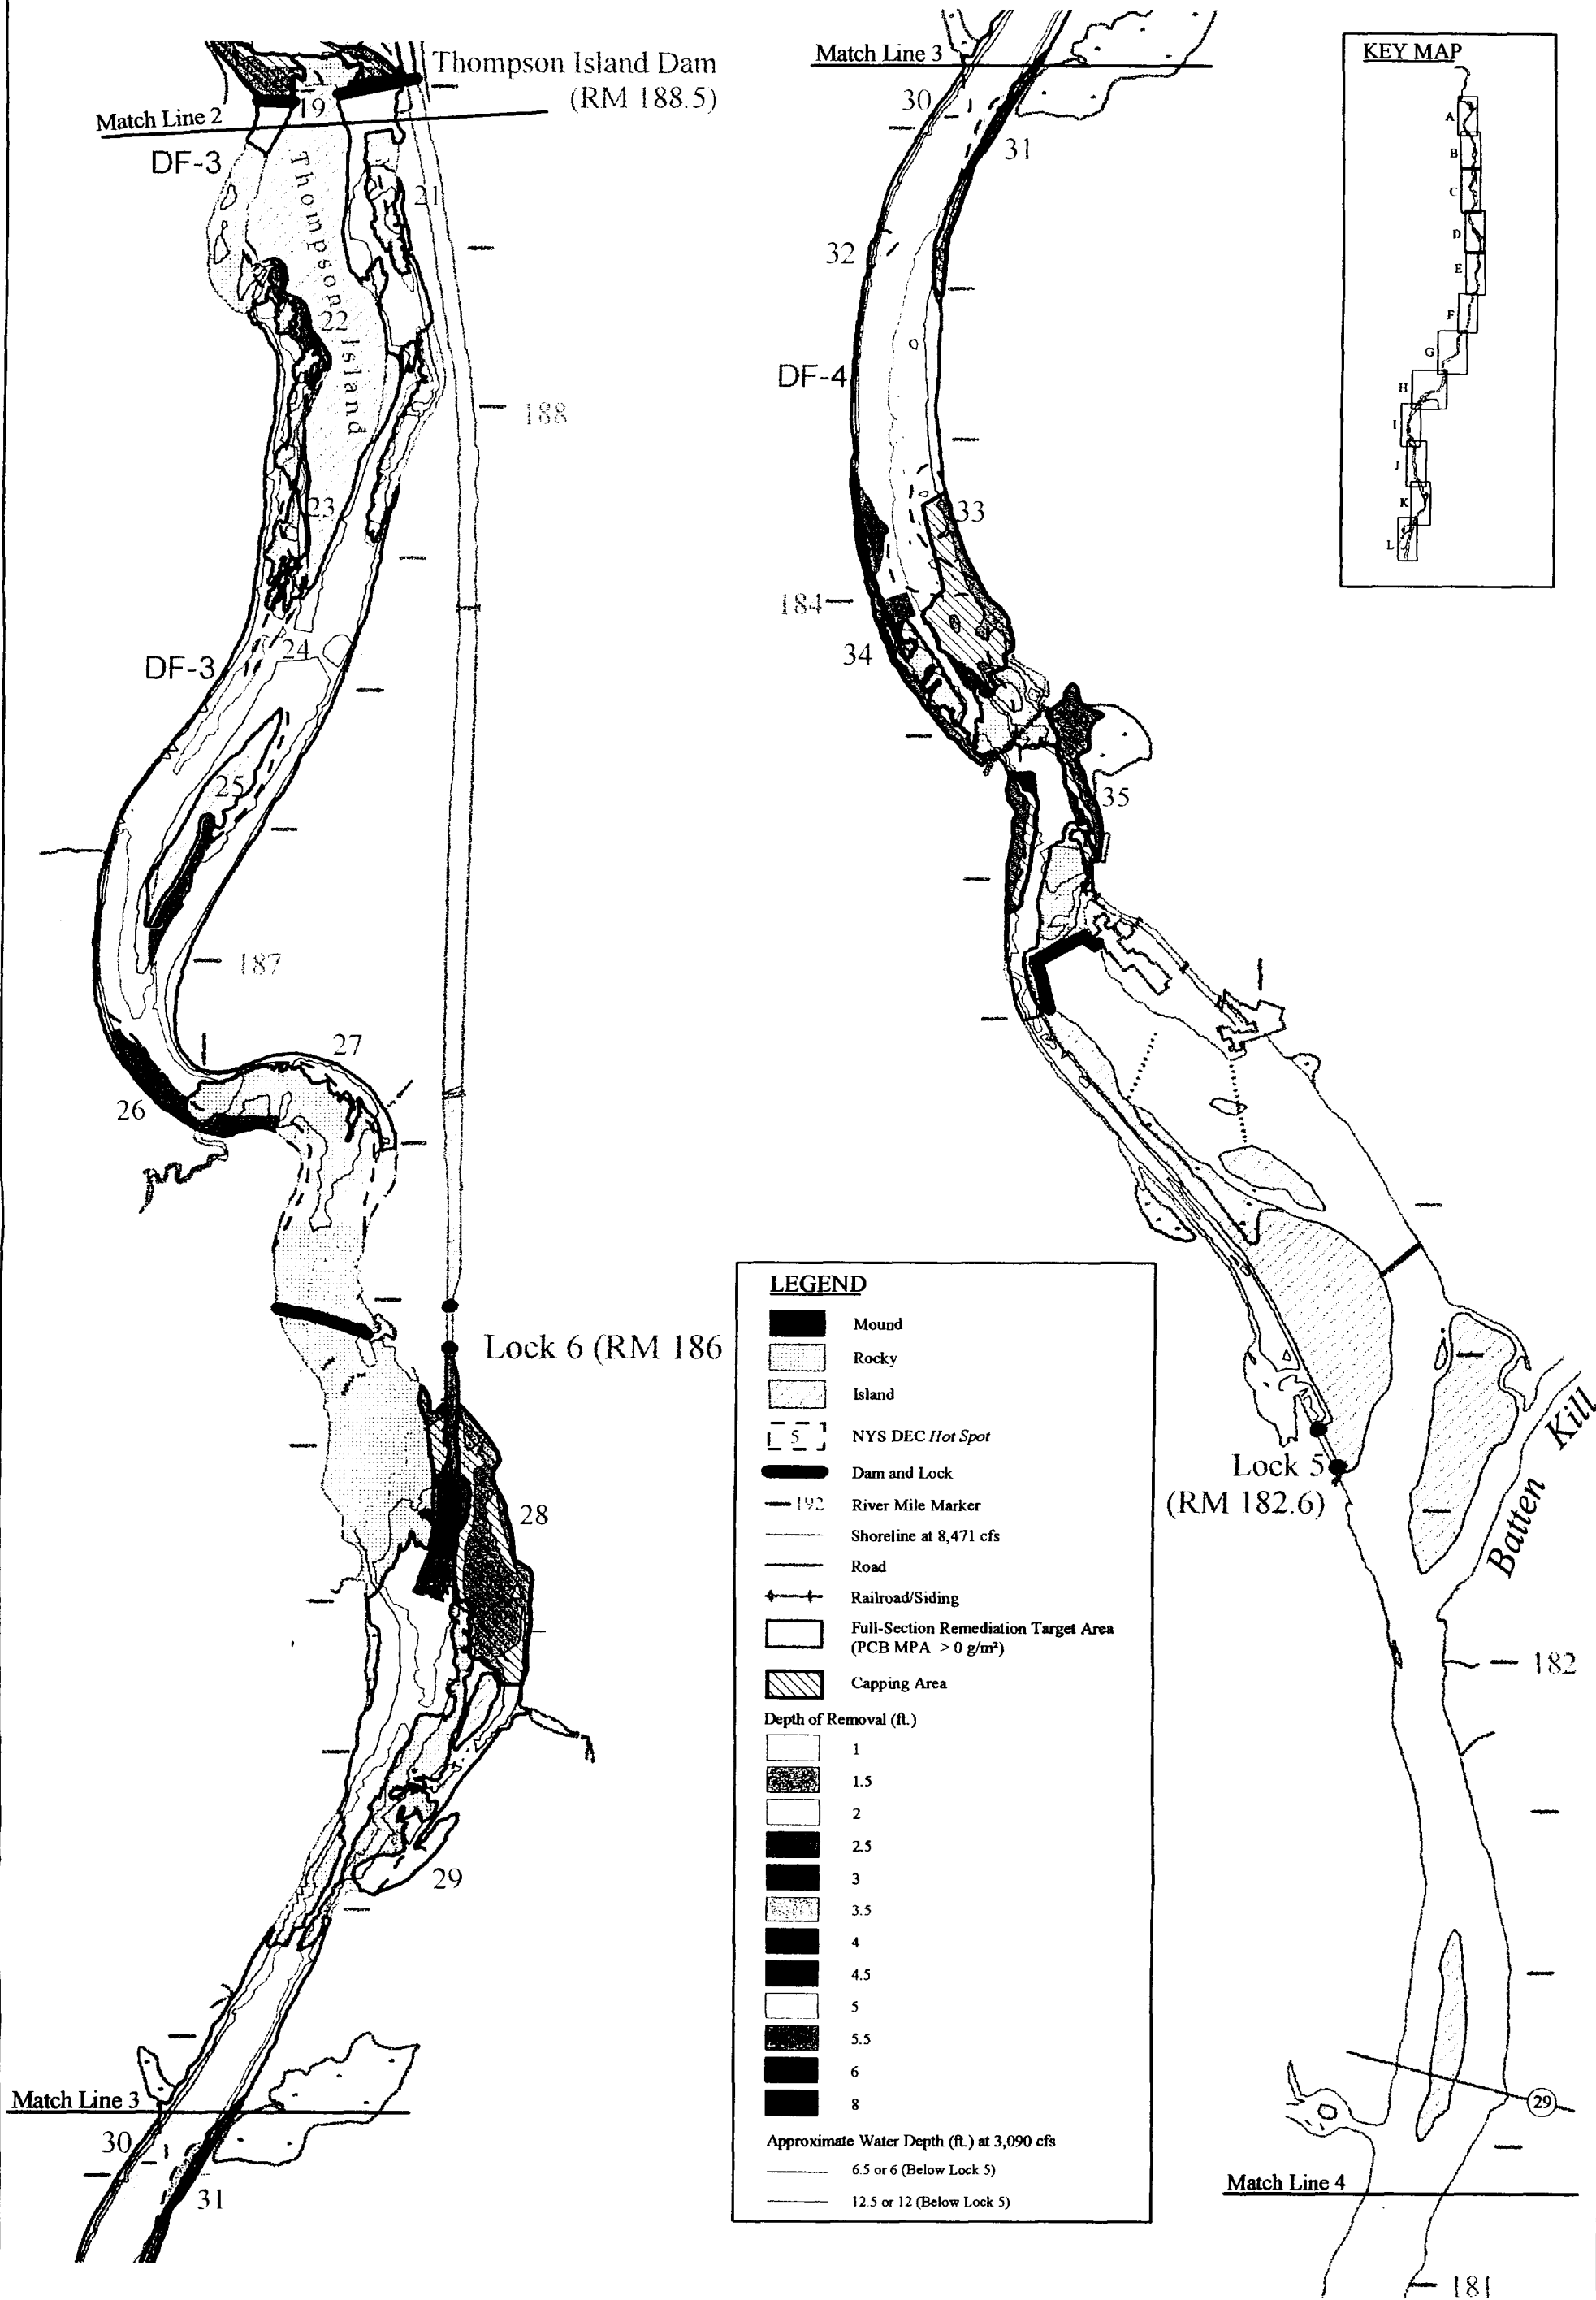 Thompson Island Dam
(RM 188.5)
19
Match Line 2
DF-3
Thompson Island
21
22
188
23
24
DF-3
25
187
27
26
Lock 6 (RM 186
28
29
Match Line 3
30
31
Match Line 3
30
31
32
DF-4
33
184
34
35
Lock 5
(RM 182.6)
Batten Kill
182
29
Match Line 4
181
KEY MAP
A
B
C
D
E
F
G
H
I
J
K
L
LEGEND
Mound
Rocky
Island
5 NYS DEC Hot Spot
Dam and Lock
192 River Mile Marker
Shoreline at 8,471 cfs
Road
Railroad/Siding
Full-Section Remediation Target Area
(PCB MPA > 0 g/m²)
Capping Area
Depth of Removal (ft.)
1
1.5
2
2.5
3
3.5
4
4.5
5
5.5
6
8
Approximate Water Depth (ft.) at 3,090 cfs
6.5 or 6 (Below Lock 5)
12.5 or 12 (Below Lock 5)